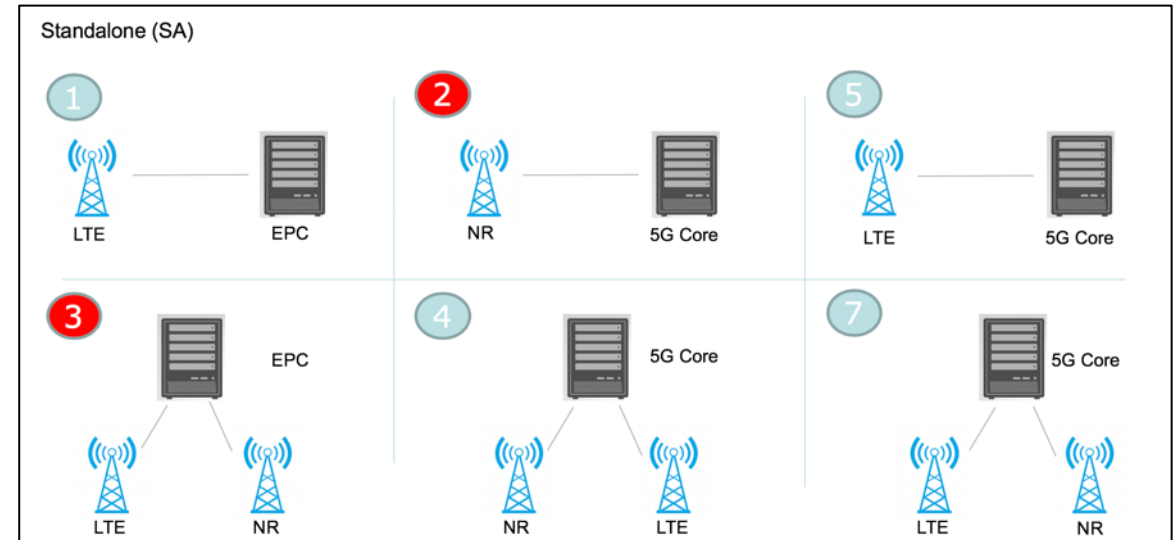 Standalone (SA)
1
2
5
LTE
EPC
NR
5G Core
LTE
5G Core
3
4
7
EPC
5G Core
5G Core
LTE
NR
NR
LTE
LTE
NR